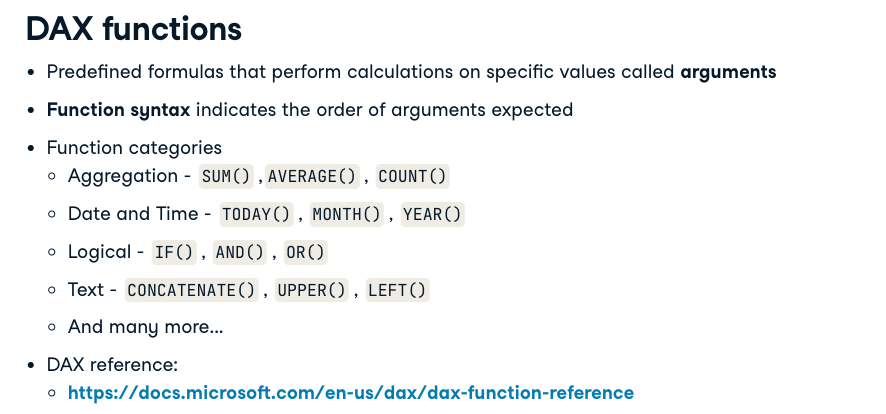 DAX functions
• Predefined formulas that perform calculations on specific values called arguments
• Function syntax indicates the order of arguments expected
• Function categories
◦ Aggregation - SUM() , AVERAGE() , COUNT()
◦ Date and Time - TODAY() , MONTH() , YEAR()
◦ Logical - IF() , AND() , OR()
◦ Text - CONCATENATE() , UPPER() , LEFT()
◦ And many more...
• DAX reference:
◦ https://docs.microsoft.com/en-us/dax/dax-function-reference